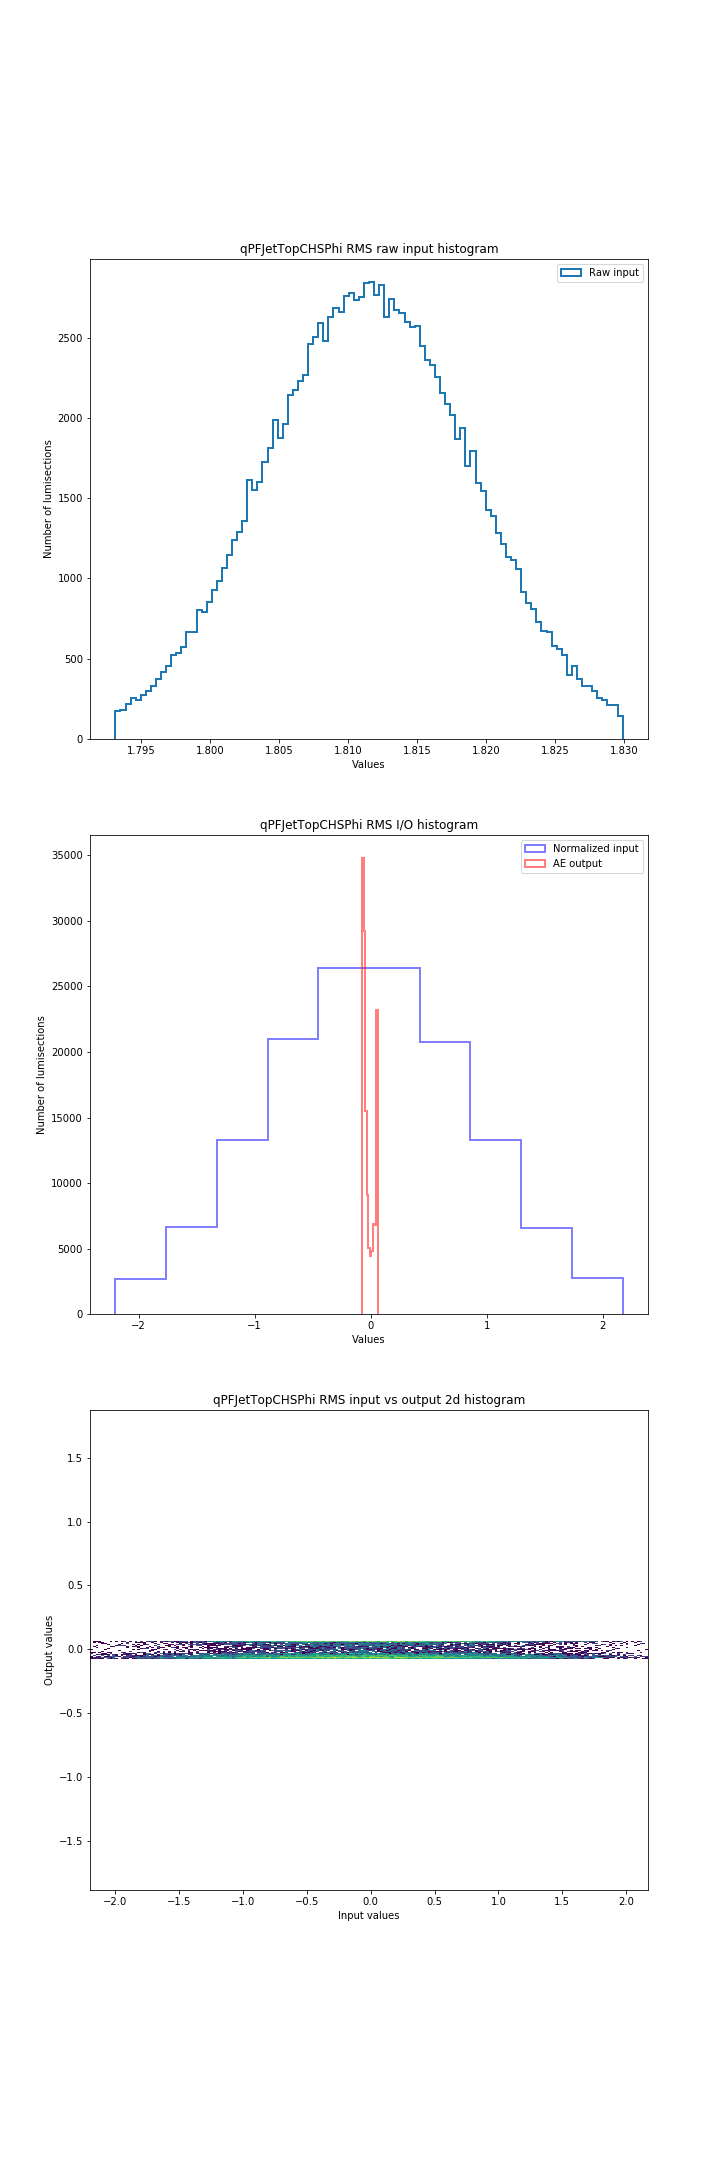 qPFJetTopCHSPhi RMS raw input histogram
Raw input
Number of lumisections
2500
2000
1500
1000
500
0
1.795 1.800 1.805 1.810 1.815 1.820 1.825 1.830
Values
qPFJetTopCHSPhi RMS I/O histogram
Normalized input
AE output
Number of lumisections
35000
30000
25000
20000
15000
10000
5000
0
−2 −1 0 1 2
Values
qPFJetTopCHSPhi RMS input vs output 2d histogram
Output values
1.5
1.0
0.5
0.0
−0.5
−1.0
−1.5
−2.0 −1.5 −1.0 −0.5 0.0 0.5 1.0 1.5 2.0
Input values